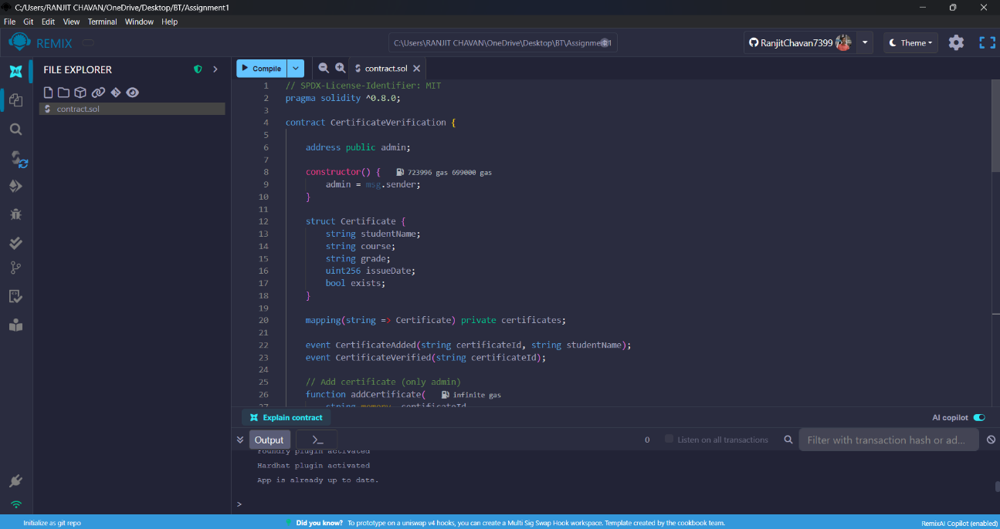 C:/Users/RANJIT CHAVAN/OneDrive/Desktop/BT/Assignment1
File Git Edit View Terminal Window Help
REMIX
C:\Users\RANJIT CHAVAN\OneDrive\Desktop\BT\Assignment1
RanjitChavan7399
Theme
AI
FILE EXPLORER
contract.sol
Compile
contract.sol
1 // SPDX-License-Identifier: MIT
2 pragma solidity ^0.8.0;
3
4 contract CertificateVerification {
5
6 address public admin;
7
8 constructor() { 723996 gas 699000 gas
9 admin = msg.sender;
10 }
11
12 struct Certificate {
13 string studentName;
14 string course;
15 string grade;
16 uint256 issueDate;
17 bool exists;
18 }
19
20 mapping(string => Certificate) private certificates;
21
22 event CertificateAdded(string certificateId, string studentName);
23 event CertificateVerified(string certificateId);
24
25 // Add certificate (only admin)
26 function addCertificate( infinite gas
27 string memory _certificateId
Explain contract
AI copilot
Output
>_
0
Listen on all transactions
Filter with transaction hash or ad...
Foundry plugin activated
Hardhat plugin activated
App is already up to date.
>
Initialize as git repo
Did you know? To prototype on a uniswap v4 hooks, you can create a Multi Sig Swap Hook workspace. Template created by the cookbook team.
RemixAI Copilot (enabled)